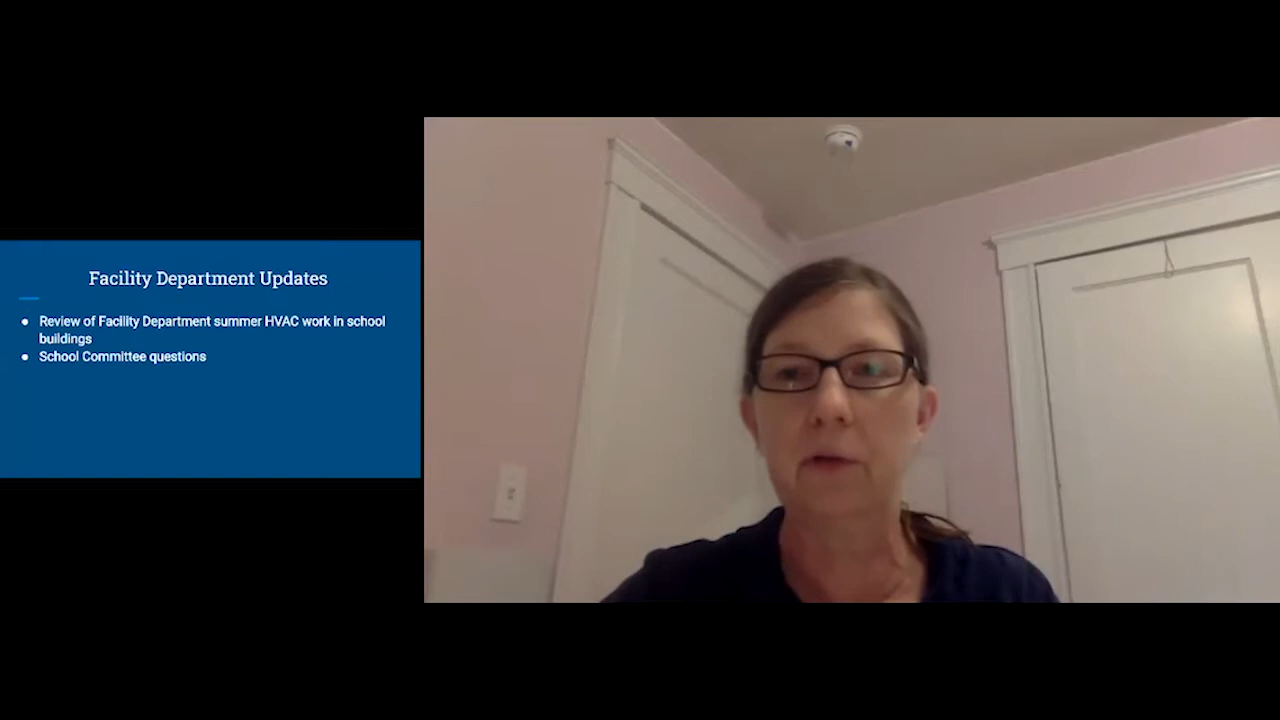 Facility Department Updates
● Review of Facility Department summer HVAC work in school
buildings
● School Committee questions